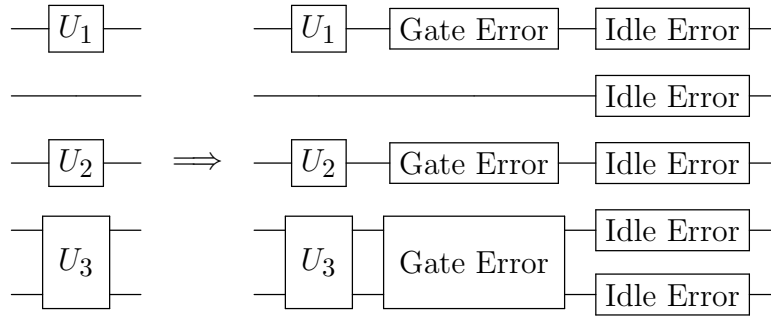 U1 U1 Gate Error Idle Error
Idle Error
U2 ⟹ U2 Gate Error Idle Error
Idle Error
U3 U3 Gate Error
Idle Error